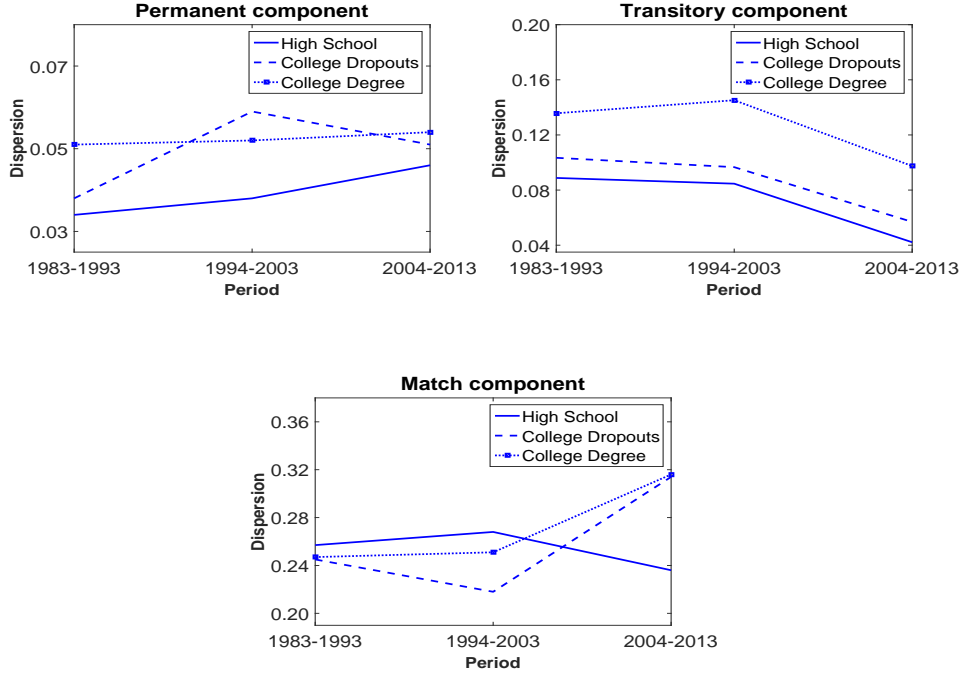 Permanent component
High School
College Dropouts
College Degree
0.07
0.05
0.03
Dispersion
1983-1993
1994-2003
2004-2013
Period
Transitory component
High School
College Dropouts
College Degree
0.20
0.16
0.12
0.08
0.04
Dispersion
1983-1993
1994-2003
2004-2013
Period
Match component
High School
College Dropouts
College Degree
0.36
0.32
0.28
0.24
0.20
Dispersion
1983-1993
1994-2003
2004-2013
Period